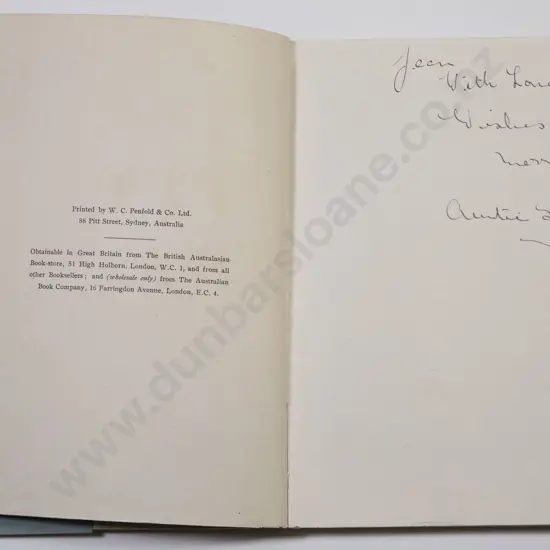 Printed by W. C. Penfold & Co. Ltd.
88 Pitt Street, Sydney, Australia
Obtainable in Great Britain from The British Australasian
Book-store, 51 High Holborn, London, W.C. 1, and from all
other Booksellers; and (wholesale only) from The Australian
Book Company, 16 Farringdon Avenue, London, E.C. 4.
Jean
With Love
Wishes
Auntie
www.dunbarsloane.co.nz